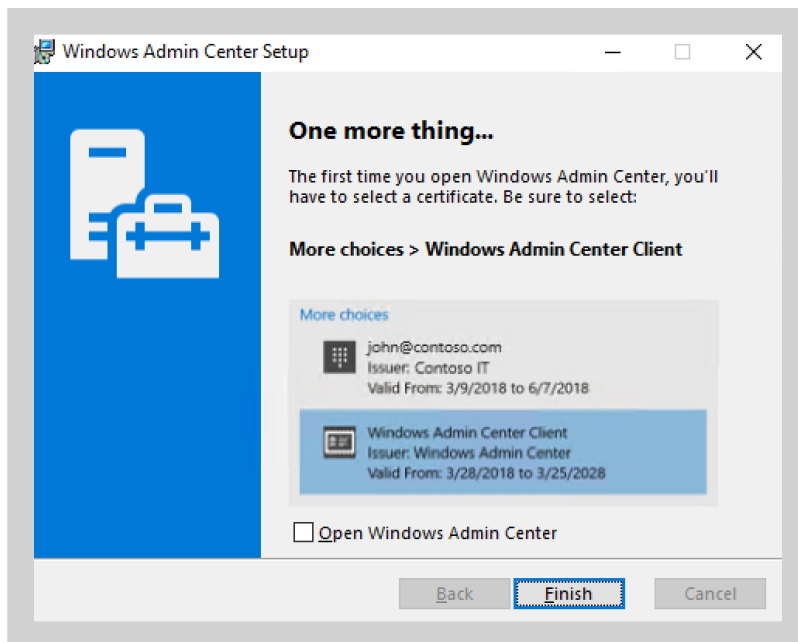 Windows Admin Center Setup
One more thing...
The first time you open Windows Admin Center, you'll
have to select a certificate. Be sure to select:
More choices > Windows Admin Center Client
More choices
john@contoso.com
Issuer: Contoso IT
Valid From: 3/9/2018 to 6/7/2018
Windows Admin Center Client
Issuer: Windows Admin Center
Valid From: 3/28/2018 to 3/25/2028
Open Windows Admin Center
Back
Finish
Cancel